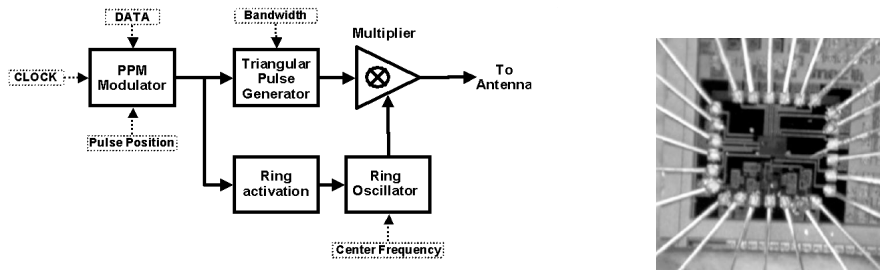 DATA
Bandwidth
Multiplier
CLOCK
PPM
Modulator
Triangular
Pulse
Generator
To
Antenna
Pulse Position
Ring
activation
Ring
Oscillator
Center Frequency